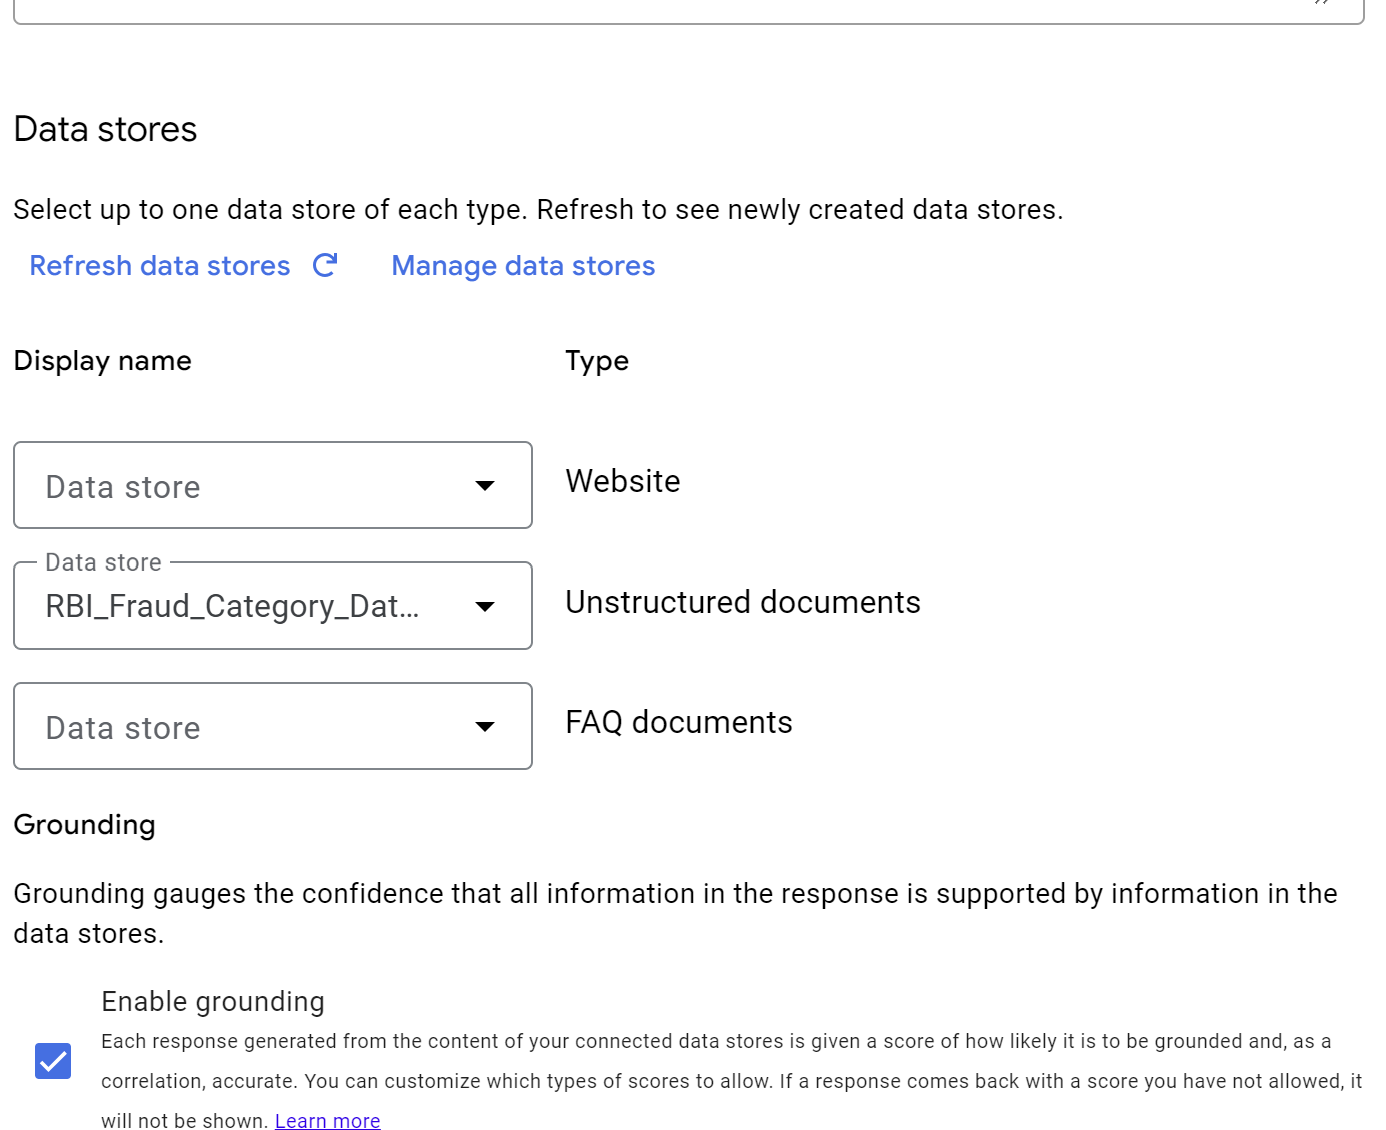 Data stores
Select up to one data store of each type. Refresh to see newly created data stores.
Refresh data stores Manage data stores
Display name Type
Data store Website
Data store
RBI_Fraud_Category_Dat... Unstructured documents
Data store FAQ documents
Grounding
Grounding gauges the confidence that all information in the response is supported by information in the
data stores.
Enable grounding
Each response generated from the content of your connected data stores is given a score of how likely it is to be grounded and, as a
correlation, accurate. You can customize which types of scores to allow. If a response comes back with a score you have not allowed, it
will not be shown. Learn more